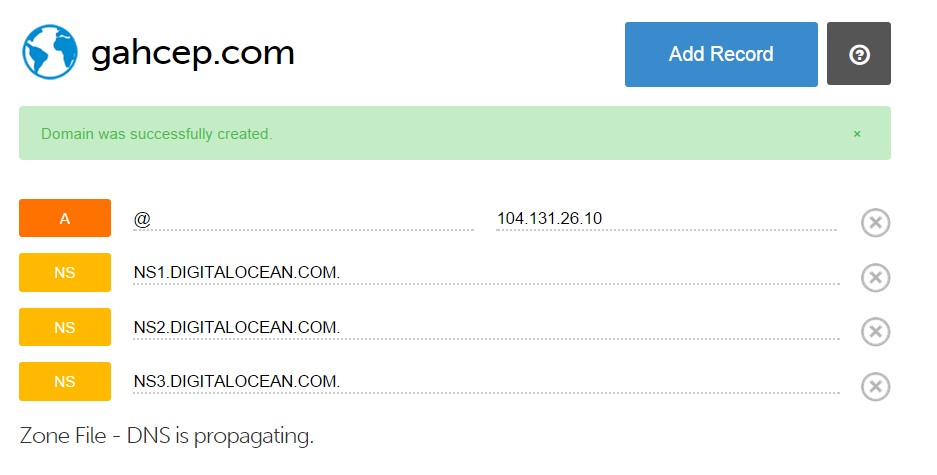 gahcep.com
Add Record
?
Domain was successfully created. ×
A @ 104.131.26.10
NS NS1.DIGITALOCEAN.COM.
NS NS2.DIGITALOCEAN.COM.
NS NS3.DIGITALOCEAN.COM.
Zone File - DNS is propagating.